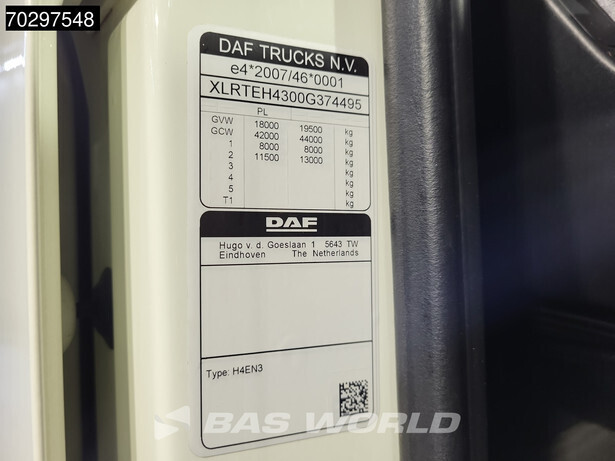 70297548
DAF TRUCKS N.V.
e4*2007/46*0001
XLRTEH4300G374495
PL
GVW 18000 19500 kg
GCW 42000 44000 kg
1 8000 8000 kg
2 11500 13000 kg
3 kg
4 kg
5 kg
T1 kg
DAF
Hugo v. d. Goeslaan 1 5643 TW
Eindhoven The Netherlands
Type: H4EN3
BAS WORLD